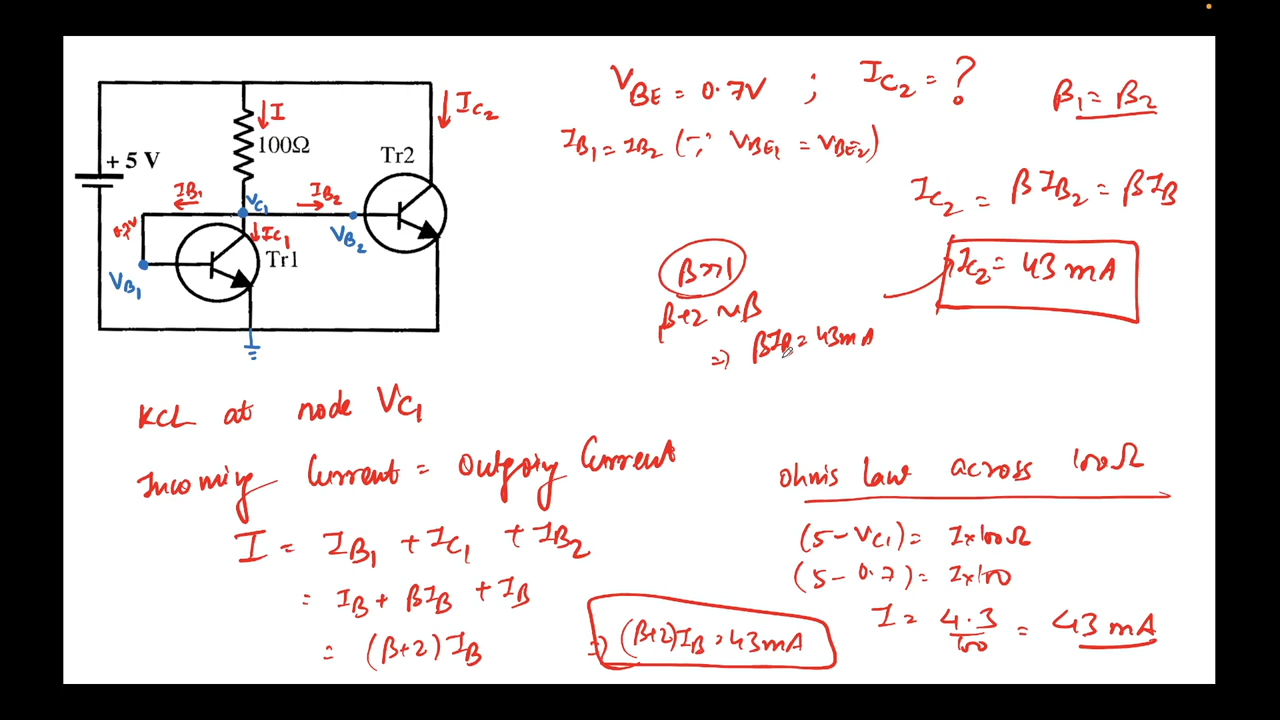 + 5 V
I
100Ω
I_C2
Tr2
I_B1
V_C1
I_B2
0.7V
I_C1
V_B2
Tr1
V_B1
V_BE = 0.7V ; I_C2 = ?
β1 = β2
I_B1 = I_B2 (∵ V_BE1 = V_BE2)
I_C2 = βI_B2 = βI_B
β>>1
I_C2 = 43 mA
β+2 ~ β
⇒ βI_B = 43mA
KCL at node V_C1
Incoming Current = Outgoing Current
I = I_B1 + I_C1 + I_B2
= I_B + βI_B + I_B
= (β+2) I_B
⇒ (β+2)I_B = 43mA
ohm's law across 100Ω
(5-V_C1) = I×100Ω
(5-0.7) = I×100
I = 4.3/100 = 43 mA